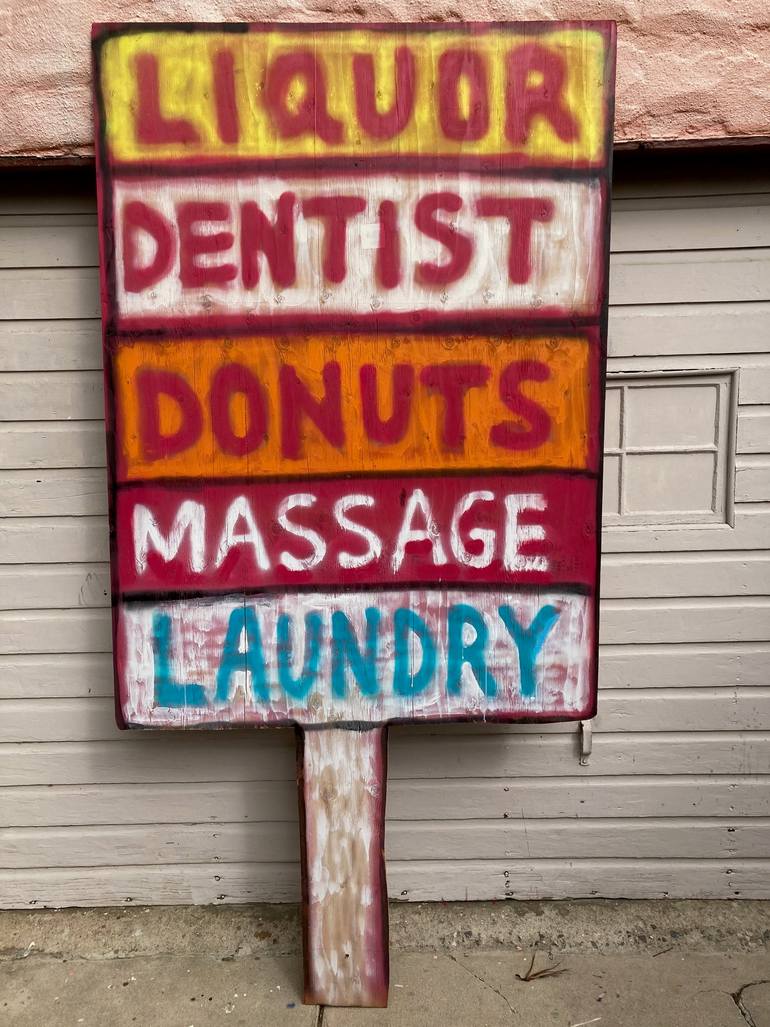 LIQUOR
DENTIST
DONUTS
MASSAGE
LAUNDRY